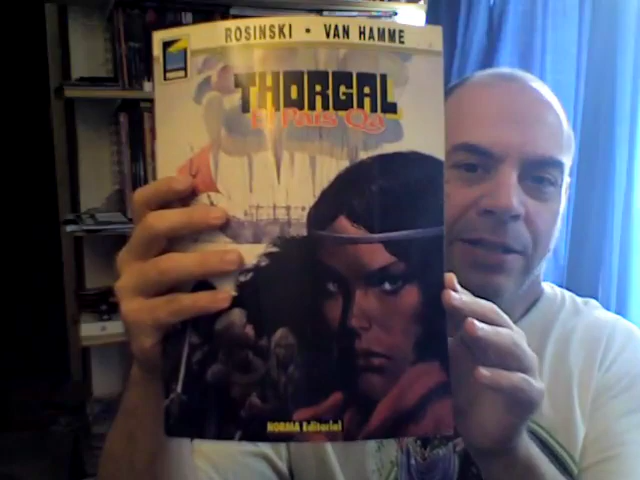 ROSINSKI • VAN HAMME
THORGAL
El País Qâ
NORMA Editorial